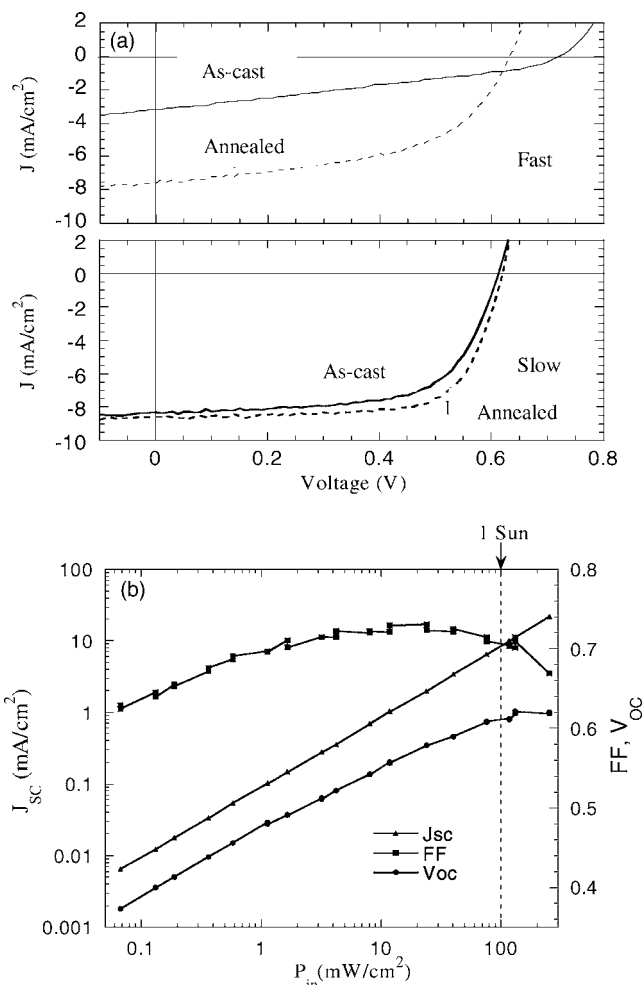 (a)
2
0
-2
-4
-6
-8
-10
J (mA/cm²)
As-cast
Annealed
Fast
2
0
-2
-4
-6
-8
-10
J (mA/cm²)
As-cast
Slow
Annealed
0 0.2 0.4 0.6 0.8
Voltage (V)
1 Sun
(b)
100
10
1
0.1
0.01
0.001
J_SC (mA/cm²)
0.8
0.7
0.6
0.5
0.4
FF, V_OC
Jsc
FF
Voc
0.1 1 10 100
P_in (mW/cm²)